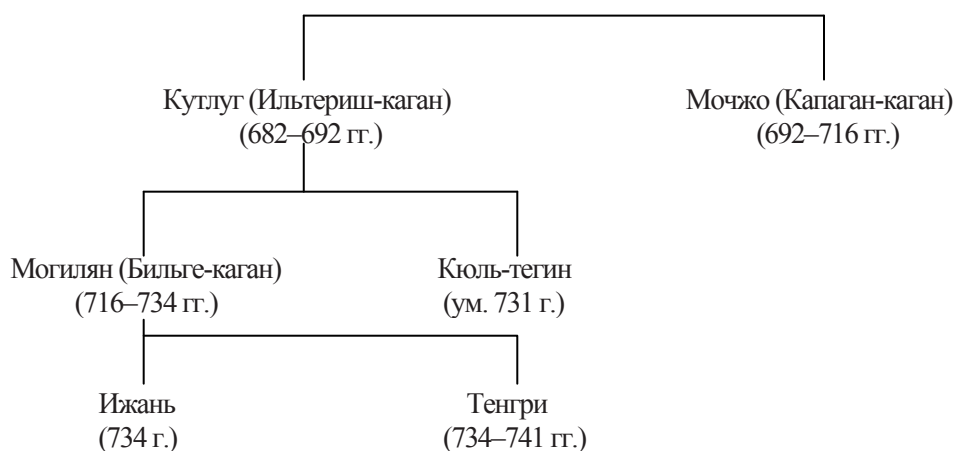 Кутлуг (Ильтериш-каган)
(682–692 гг.)
Мочжо (Капаган-каган)
(692–716 гг.)
Могилян (Бильге-каган)
(716–734 гг.)
Кюль-тегин
(ум. 731 г.)
Ижань
(734 г.)
Тенгри
(734–741 гг.)